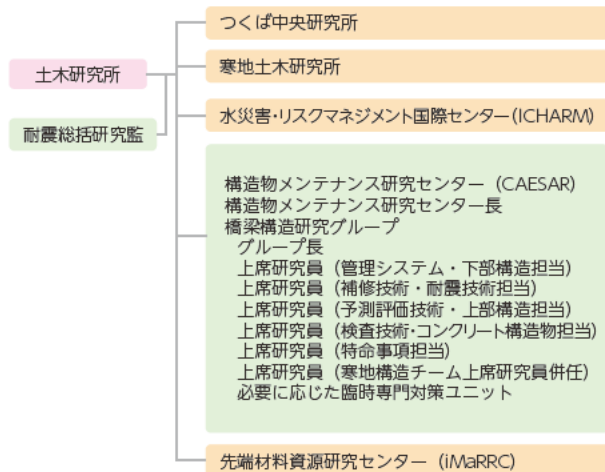 つくば中央研究所
寒地土木研究所
土木研究所
水災害・リスクマネジメント国際センター(ICHARM)
耐震総括研究監
構造物メンテナンス研究センター (CAESAR)
構造物メンテナンス研究センター長
橋梁構造研究グループ
グループ長
上席研究員 (管理システム・下部構造担当)
上席研究員 (補修技術・耐震技術担当)
上席研究員 (予測評価技術・上部構造担当)
上席研究員 (検査技術・コンクリート構造物担当)
上席研究員 (特命事項担当)
上席研究員 (寒地構造チーム上席研究員併任)
必要に応じた臨時専門対策ユニット
先端材料資源研究センター (iMaRRC)